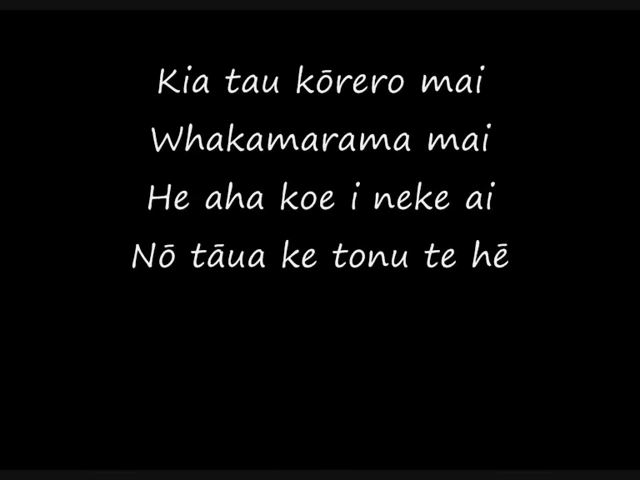 Kia tau kōrero mai
Whakamarama mai
He aha koe i neke ai
Nō tāua ke tonu te hē